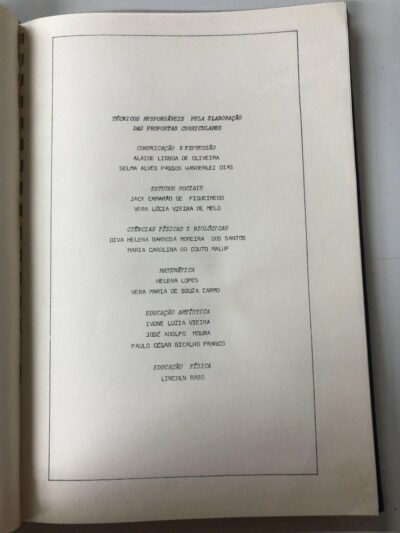 TÉCNICOS RESPONSÁVEIS PELA ELABORAÇÃO
DAS PROPOSTAS CURRICULARES
COMUNICAÇÃO E EXPRESSÃO
ALAIDE LISBOA DE OLIVEIRA
SELMA ALVES PASSOS WANDERLEI DIAS
ESTUDOS SOCIAIS
JACY CAMARÃO DE FIGUEIREDO
VERA LÚCIA VIEIRA DE MELO
CIÊNCIAS FÍSICAS E BIOLÓGICAS
DIVA HELENA BARBOSA MOREIRA DOS SANTOS
MARIA CAROLINA DO COUTO MALUF
MATEMÁTICA
HELENA LOPES
VERA MARIA DE SOUZA CARMO
EDUCAÇÃO ARTÍSTICA
IVONE LUZIA VIEIRA
JOSÉ ADOLFO MOURA
PAULO CÉSAR BICALHO FRANCO
EDUCAÇÃO FÍSICA
LINCOLN RASO